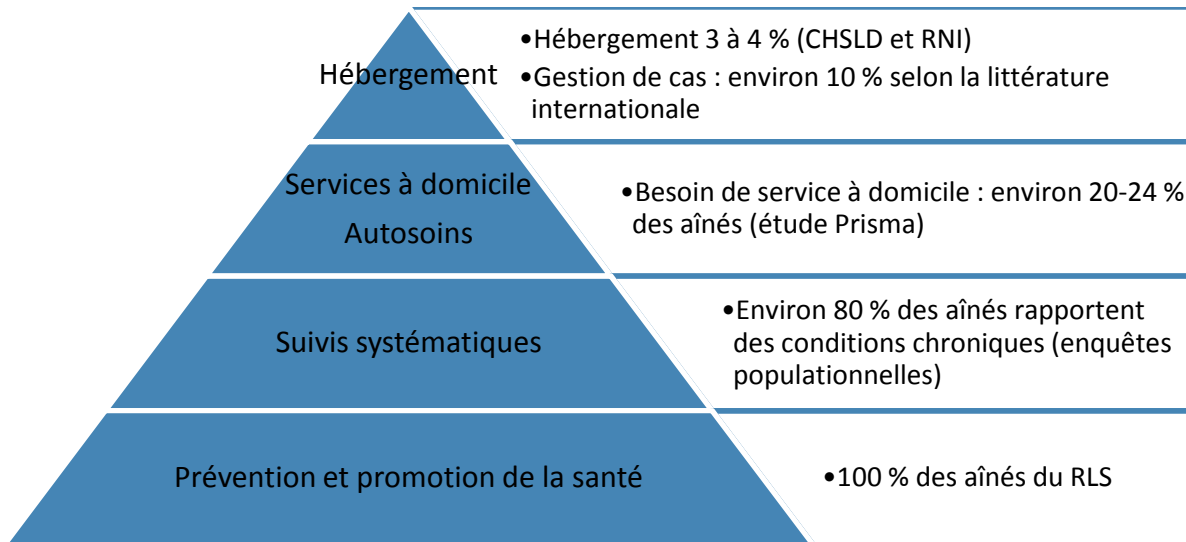 Hébergement
•Hébergement 3 à 4 % (CHSLD et RNI)
•Gestion de cas : environ 10 % selon la littérature
internationale
Services à domicile
Autosoins
•Besoin de service à domicile : environ 20-24 %
des aînés (étude Prisma)
Suivis systématiques
•Environ 80 % des aînés rapportent
des conditions chroniques (enquêtes
populationnelles)
Prévention et promotion de la santé
•100 % des aînés du RLS